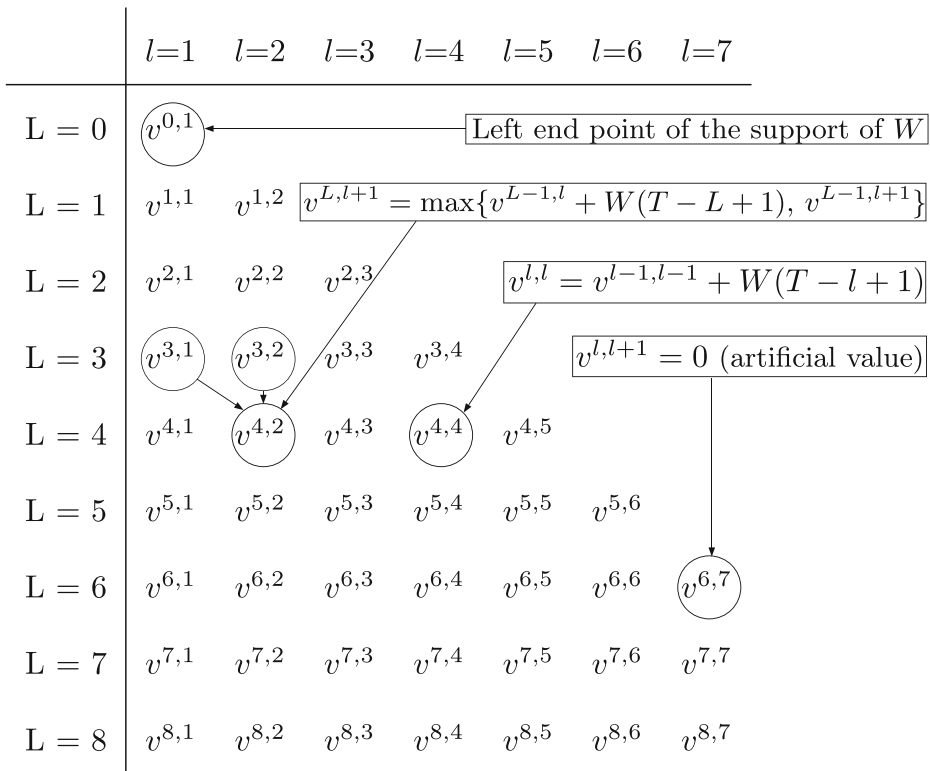 l=1 l=2 l=3 l=4 l=5 l=6 l=7
L = 0 v^{0,1} Left end point of the support of W
L = 1 v^{1,1} v^{1,2} v^{L,l+1} = max{v^{L−1,l} + W(T − L + 1), v^{L−1,l+1}}
L = 2 v^{2,1} v^{2,2} v^{2,3} v^{l,l} = v^{l−1,l−1} + W(T − l + 1)
L = 3 v^{3,1} v^{3,2} v^{3,3} v^{3,4} v^{l,l+1} = 0 (artificial value)
L = 4 v^{4,1} v^{4,2} v^{4,3} v^{4,4} v^{4,5}
L = 5 v^{5,1} v^{5,2} v^{5,3} v^{5,4} v^{5,5} v^{5,6}
L = 6 v^{6,1} v^{6,2} v^{6,3} v^{6,4} v^{6,5} v^{6,6} v^{6,7}
L = 7 v^{7,1} v^{7,2} v^{7,3} v^{7,4} v^{7,5} v^{7,6} v^{7,7}
L = 8 v^{8,1} v^{8,2} v^{8,3} v^{8,4} v^{8,5} v^{8,6} v^{8,7}